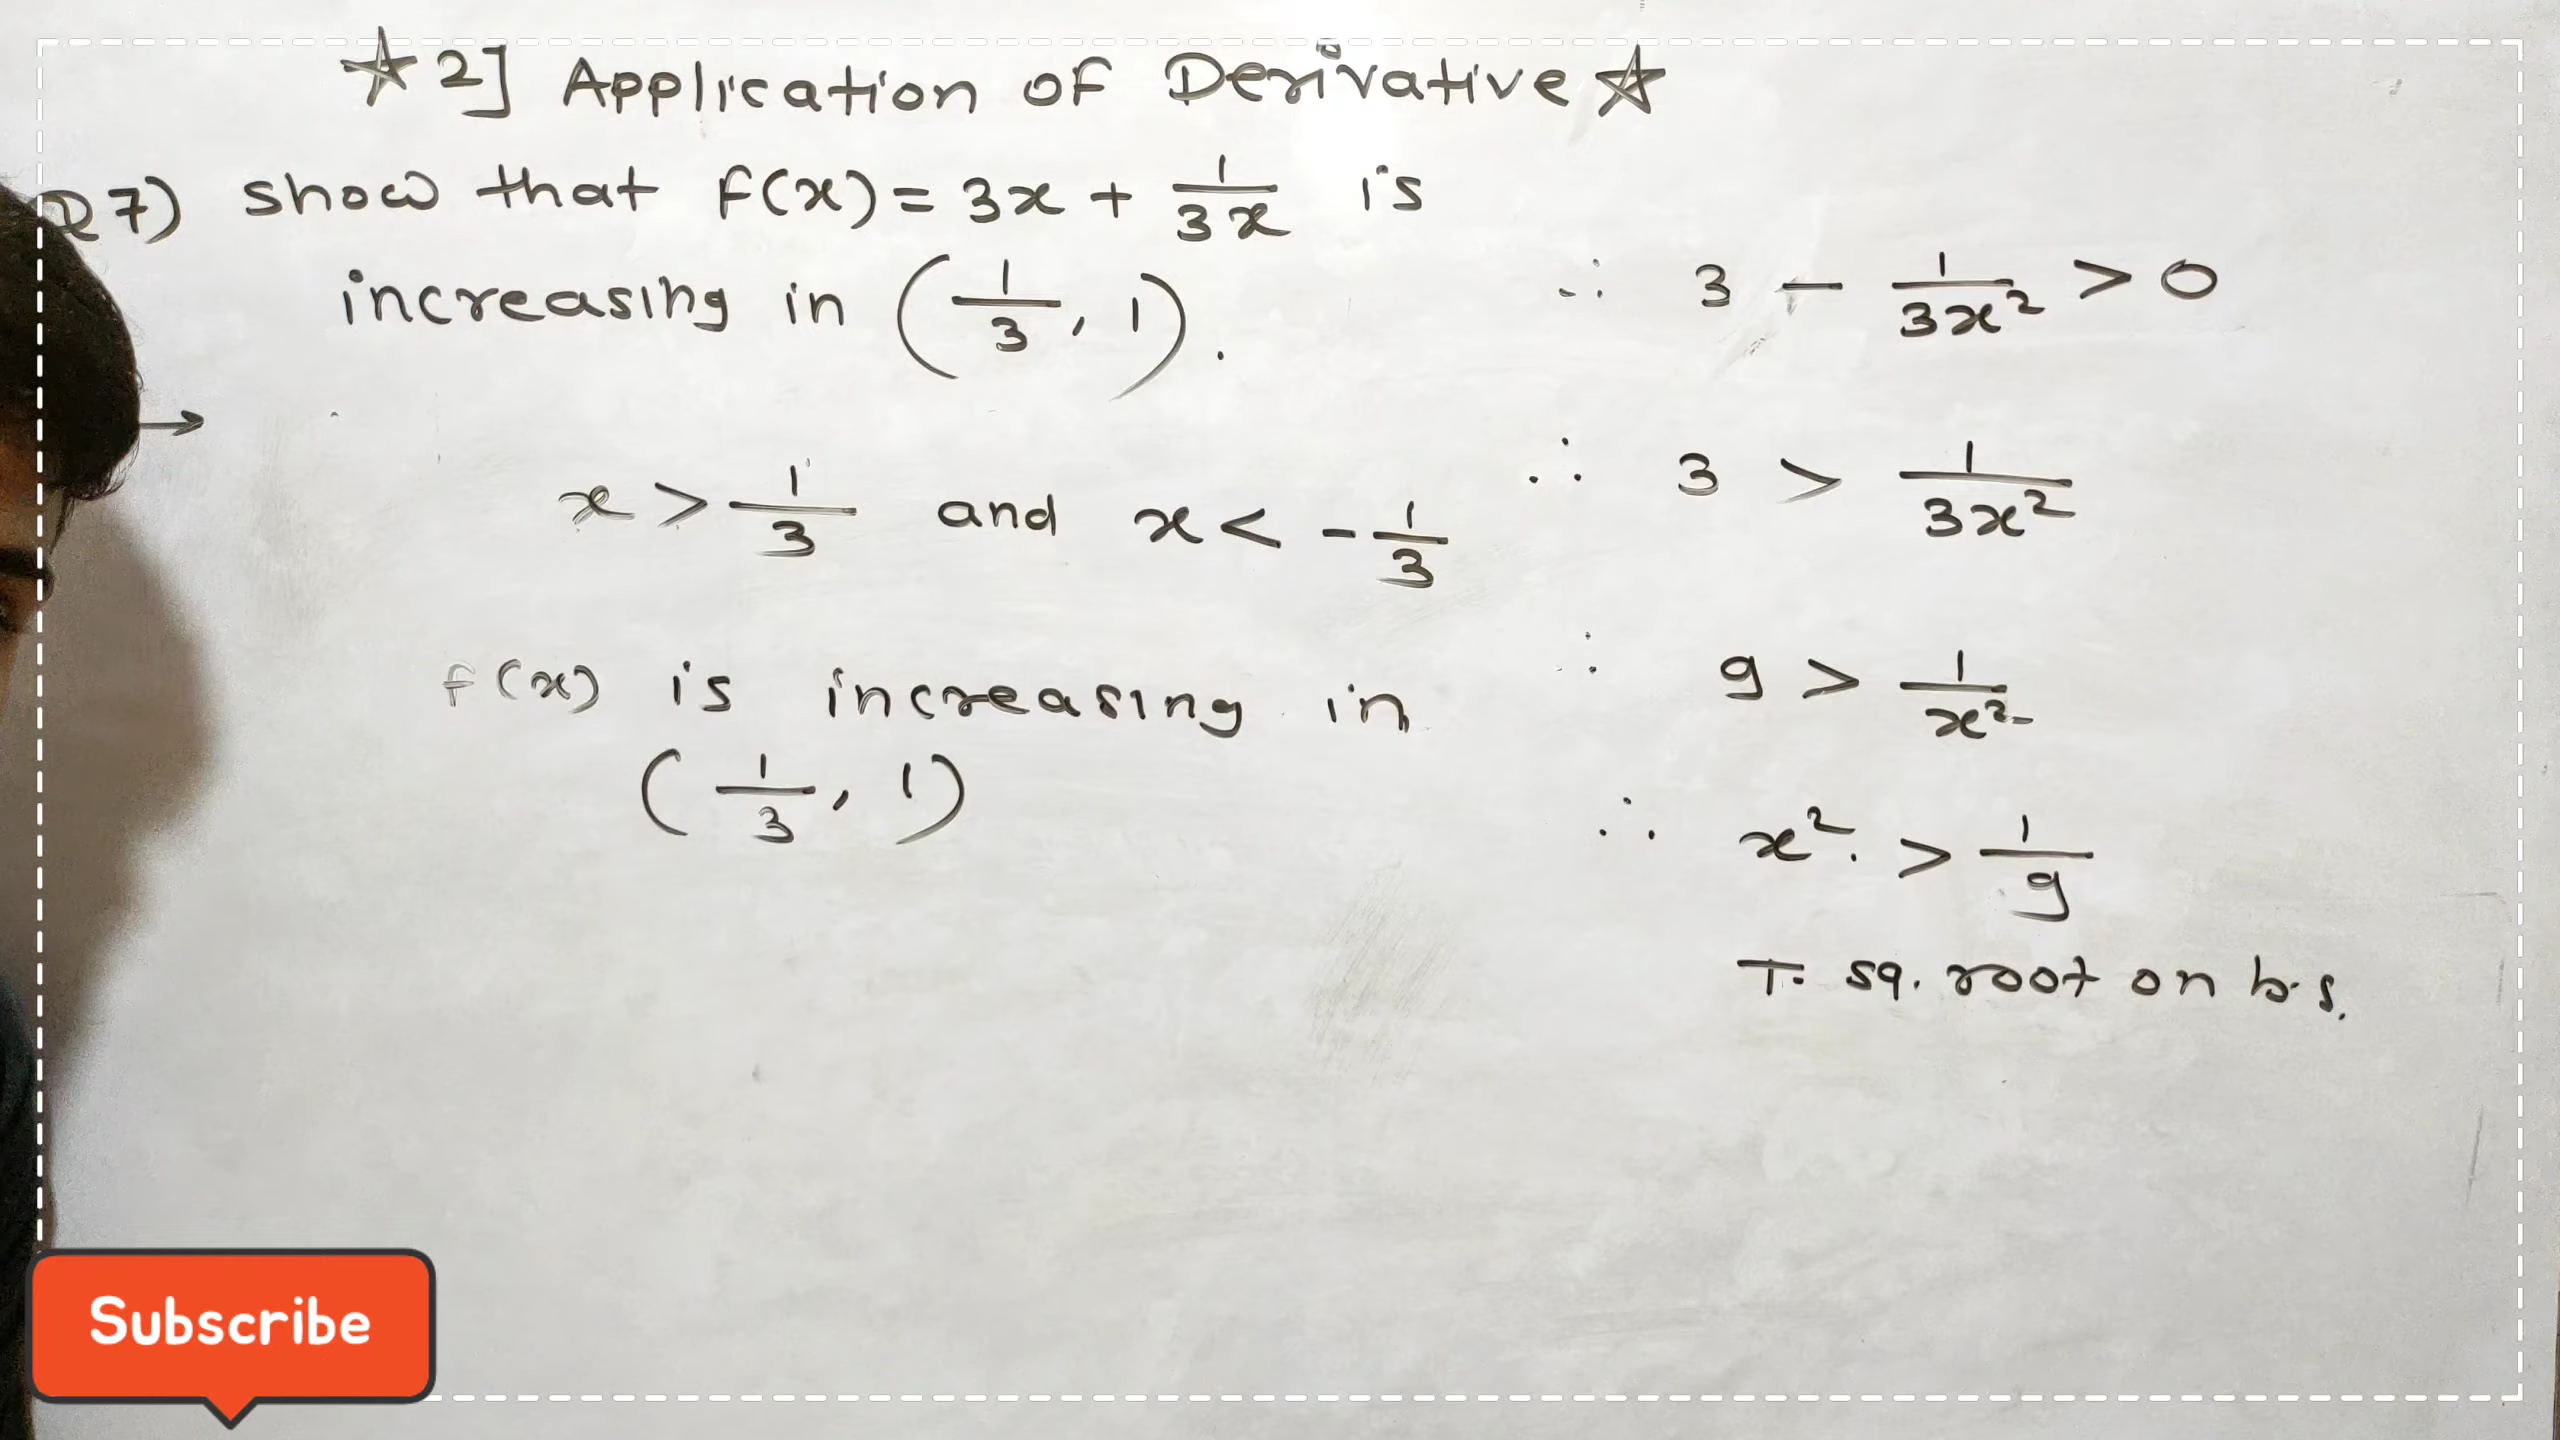 ☆ 2] Application of Derivative ☆
Q7) show that f(x) = 3x + 1/3x is
increasing in (1/3, 1).
→
x > 1/3 and x < - 1/3
f(x) is increasing in
(1/3, 1)
∴ 3 - 1/3x² > 0
∴ 3 > 1/3x²
∴ 9 > 1/x²
∴ x² > 1/9
T. sq. root on b.s.
Subscribe